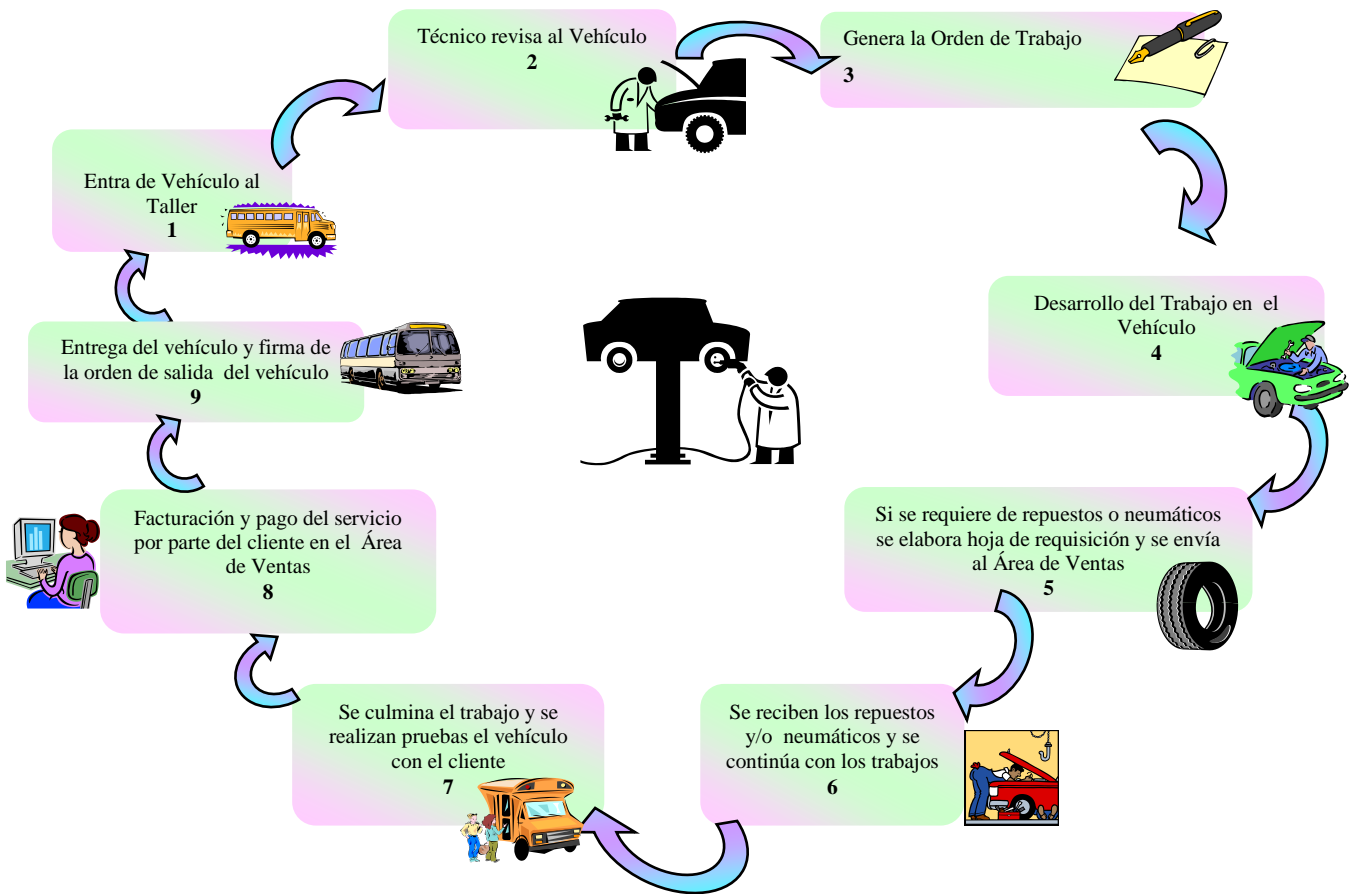 Entra de Vehículo al
Taller
1
Técnico revisa al Vehículo
2
Genera la Orden de Trabajo
3
Desarrollo del Trabajo en el
Vehículo
4
Si se requiere de repuestos o neumáticos
se elabora hoja de requisición y se envía
al Área de Ventas
5
Se reciben los repuestos
y/o neumáticos y se
continúa con los trabajos
6
Se culmina el trabajo y se
realizan pruebas el vehículo
con el cliente
7
Facturación y pago del servicio
por parte del cliente en el Área
de Ventas
8
Entrega del vehículo y firma de
la orden de salida del vehículo
9